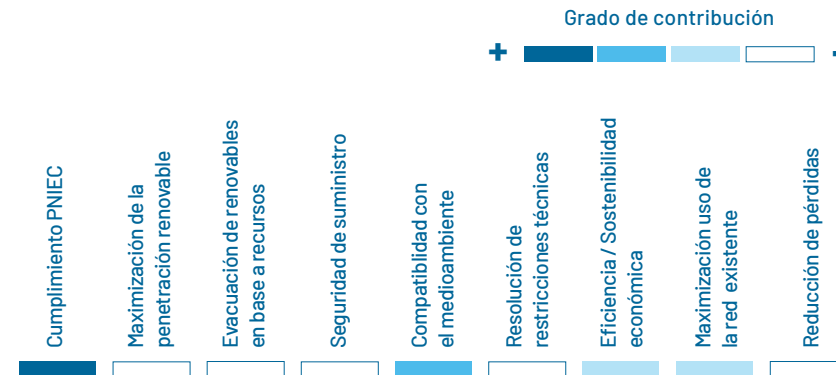 Grado de contribución
+
-
Cumplimiento PNIEC
Maximización de la
penetración renovable
Evacuación de renovables
en base a recursos
Seguridad de suministro
Compatiblidad con
el medioambiente
Resolución de
restricciones técnicas
Eficiencia / Sostenibilidad
económica
Maximización uso de
la red existente
Reducción de pérdidas